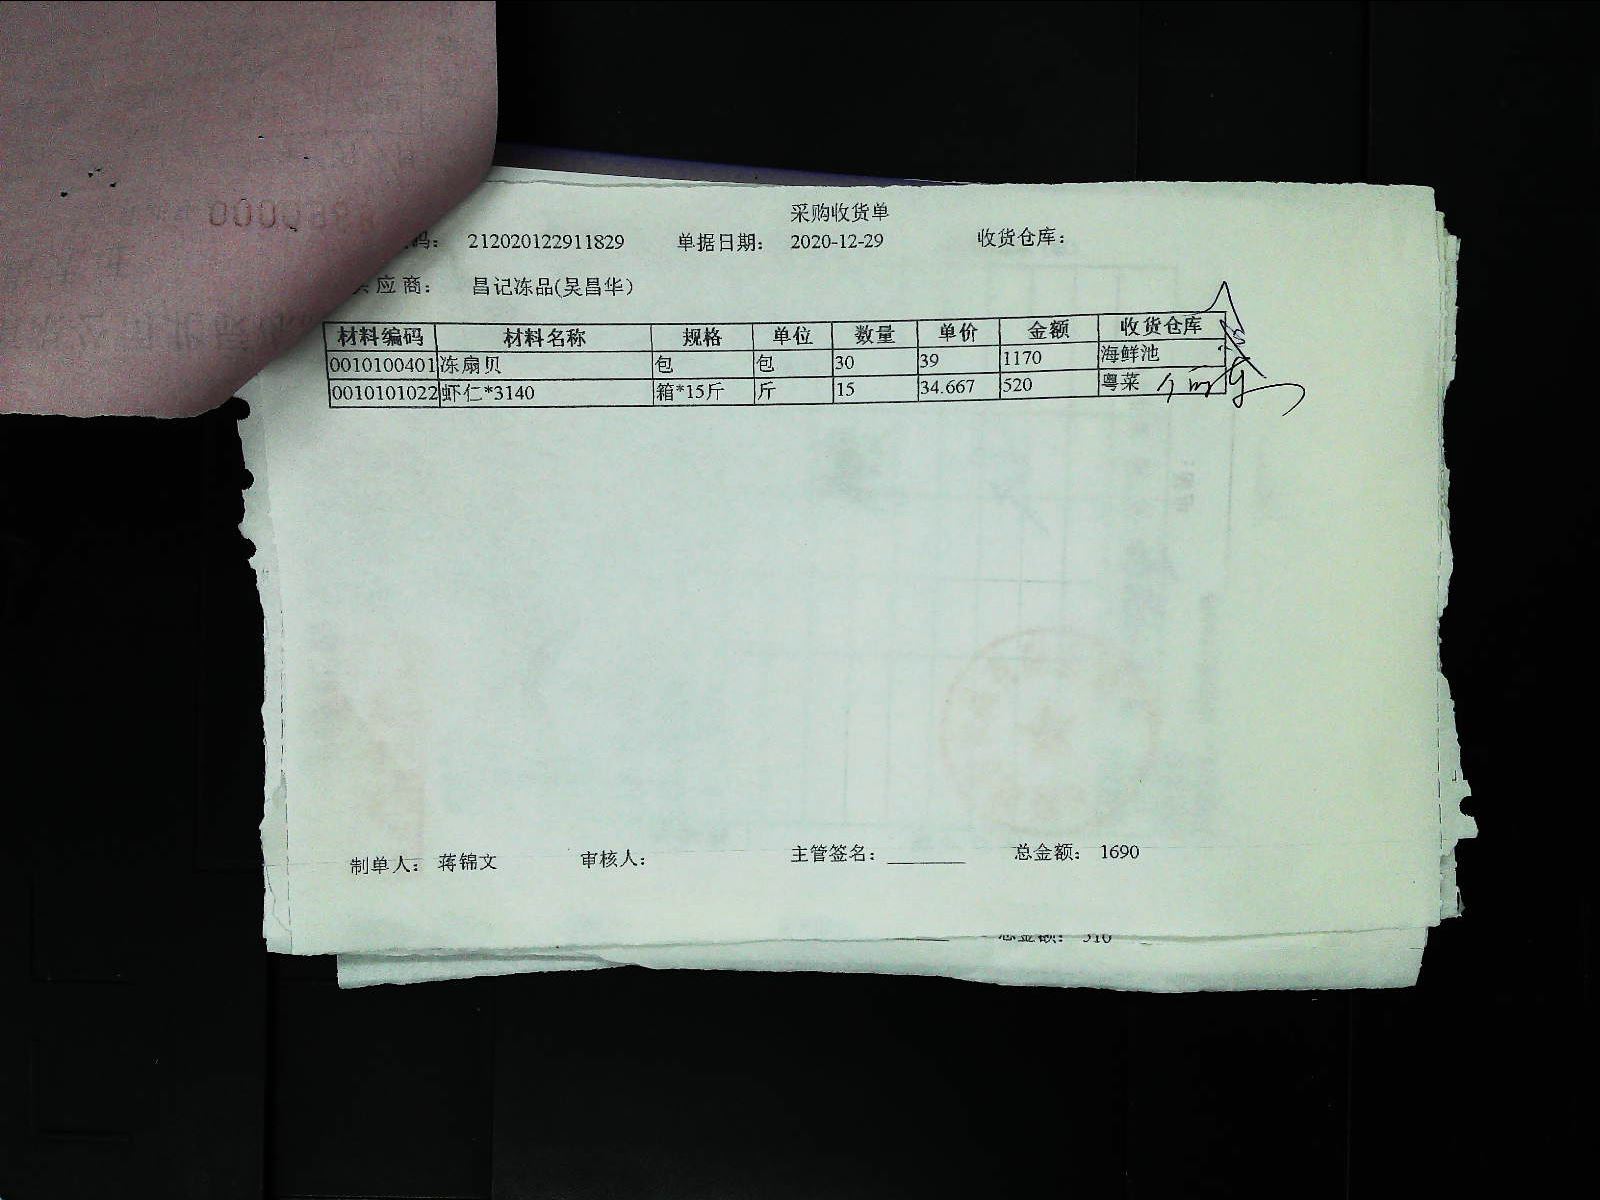 采购收货单
码： 212020122911829 单据日期： 2020-12-29 收货仓库：
应商： 昌记冻品(吴昌华)
材料编码 材料名称 规格 单位 数量 单价 金额 收货仓库
0010100401 冻扇贝 包 包 30 39 1170 海鲜池
0010101022 虾仁*3140 箱*15斤 斤 15 34.667 520 粤菜
制单人： 蒋锦文 审核人： 主管签名： 总金额： 1690
总金额： 310